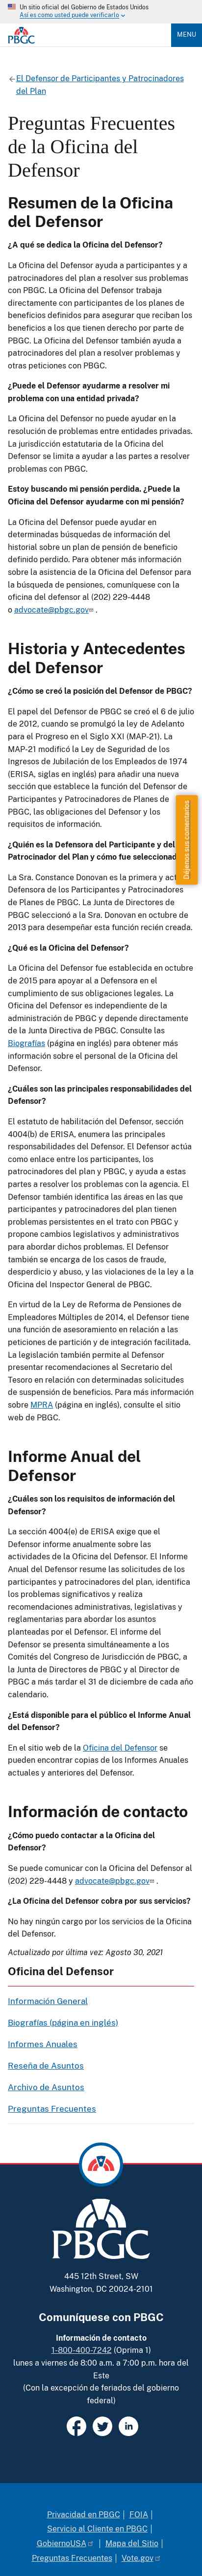 Un sitio oficial del Gobierno de Estados Unidos
Así es como usted puede verificarlo
PBGC
MENU
El Defensor de Participantes y Patrocinadores
del Plan
Preguntas Frecuentes
de la Oficina del
Defensor
Resumen de la Oficina
del Defensor
¿A qué se dedica la Oficina del Defensor?
La Oficina del Defensor ayuda a participantes y a
patrocinadores del plan a resolver sus problemas
con PBGC. La Oficina del Defensor trabaja
directamente con participantes de los planes de
beneficios definidos para asegurar que reciban los
beneficios a los que tienen derecho por parte de
PBGC. La Oficina del Defensor también ayuda a
patrocinadores del plan a resolver problemas y
otras peticiones con PBGC.
¿Puede el Defensor ayudarme a resolver mi
problema con una entidad privada?
La Oficina del Defensor no puede ayudar en la
resolución de problemas entre entidades privadas.
La jurisdicción estatutaria de la Oficina del
Defensor se limita a ayudar a resolver problemas
con PBGC.
Estoy buscando mi pensión perdida. ¿Puede la
Oficina del Defensor ayudarme con mi pensión?
La Oficina del Defensor puede ayudar en
determinadas búsquedas de información del
historial sobre un plan de pensión de beneficio
definido en concreto. Para obtener más información
sobre la asistencia de la Oficina del Defensor para
la búsqueda de pensiones, comuníquese con la
oficina del defensor al (202) 229-4448
o advocate@pbgc.gov .
Historia y Antecedentes
del Defensor
¿Cómo se creó la posición del Defensor de PBGC?
El papel del Defensor de PBGC se creó el 6 de julio
de 2012, cuando se promulgó la ley de Adelanto
para el Progreso en el Siglo XXI (MAP-21). La
MAP-21 modificó la Ley de Seguridad de los
Ingresos de Jubilación de los Empleados de 1974
(ERISA, siglas en inglés) para añadir una nueva
sección que establece la función del Defensor de
Participantes y Patrocinadores de Planes de
PBGC, y para que el Defensor cumpla con los
requisitos de información.
¿Quién es la Defensora del Participante y del
Patrocinador del Plan y cómo fue seleccionad
La Sra. Constance Donovan es la primera y act
Defensora de los Participantes y Patrocinadores
de Planes de PBGC. La Junta de Directores de
PBGC seleccionó a la Sra. Donovan en octubre de
2013 para desempeñar esta función recién creada.
¿Qué es la Oficina del Defensor?
La Oficina del Defensor fue establecida en octubre
de 2015 para apoyar al a Defensora en el
cumplimiento de sus obligaciones legales. La
Oficina del Defensor es independiente de la
administración de PBGC y depende directamente
de la Junta Directiva de PBGC. Consulte las
Biografías (página en inglés) para obtener más
información sobre el personal de la Oficina del
Defensor.
¿Cuáles son las principales responsabilidades del
Defensor?
El estatuto de habilitación del Defensor, sección
4004(b) de ERISA, enumera las principales
responsabilidades del Defensor. El Defensor actúa
como enlace entre los participantes, los
patrocinadores del plan y PBGC, y ayuda a estas
partes a resolver los problemas con la agencia. El
Defensor también identifica las áreas en las que
participantes y patrocinadores del plan tienen
problemas persistentes en el trato con PBGC y
propone cambios legislativos y administrativos
para abordar dichos problemas. El Defensor
también se encarga de los casos de fraude,
desperdicio y abuso, y las violaciones de la ley a la
Oficina del Inspector General de PBGC.
En virtud de la Ley de Reforma de Pensiones de
Empleadores Múltiples de 2014, el Defensor tiene
una función de asesoramiento en relación a planes
en partición y en materia de indignación facilitada.
La legislación también permite al Defensor
presentar recomendaciones al Secretario del
Tesoro en relación con determinadas solicitudes
de suspensión de beneficios. Para más información
sobre MPRA (página en inglés), consulte el sitio
web de PBGC.
Informe Anual del
Defensor
¿Cuáles son los requisitos de información del
Defensor?
La sección 4004(e) de ERISA exige que el
Defensor informe anualmente sobre las
actividades de la Oficina del Defensor. El Informe
Anual del Defensor resume las solicitudes de los
participantes y patrocinadores del plan, identifica
los problemas significativos y realiza
recomendaciones administrativas, legislativas y
reglamentarias para abordar los asuntos del
Defensor. El informe del
Defensor se presenta simultáneamente a los
Comités del Congreso de Jurisdicción de PBGC, a
la Junta de Directores de PBGC y al Director de
PBGC a más tardar el 31 de diciembre de cada año
calendario.
¿Está disponible para el público el Informe Anual
del Defensor?
En el sitio web de la Oficina del Defensor se
pueden encontrar copias de los Informes Anuales
actuales y anteriores del Defensor.
Información de contacto
¿Cómo puedo contactar a la Oficina del
Defensor?
Se puede comunicar con la Oficina del Defensor al
(202) 229-4448 y advocate@pbgc.gov .
¿La Oficina del Defensor cobra por sus servicios?
No hay ningún cargo por los servicios de la Oficina
del Defensor.
Actualizado por última vez: Agosto 30, 2021
Oficina del Defensor
Información General
Biografías (página en inglés)
Informes Anuales
Reseña de Asuntos
Archivo de Asuntos
Preguntas Frecuentes
Déjenos sus comentarios
PBGC
445 12th Street, SW
Washington, DC 20024-2101
Comuníquese con PBGC
Información de contacto
1-800-400-7242 (Oprima 1)
lunes a viernes de 8:00 a.m. a 7:00 p.m. hora del
Este
(Con la excepción de feriados del gobierno
federal)
in
Privacidad en PBGC | FOIA |
Servicio al Cliente en PBGC |
GobiernoUSA | Mapa del Sitio |
Preguntas Frecuentes | Vote.gov